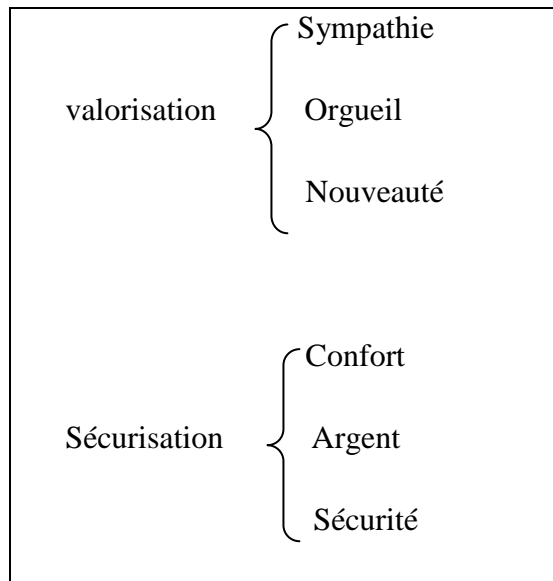 Sympathie
valorisation Orgueil
Nouveauté
Confort
Sécurisation Argent
Sécurité